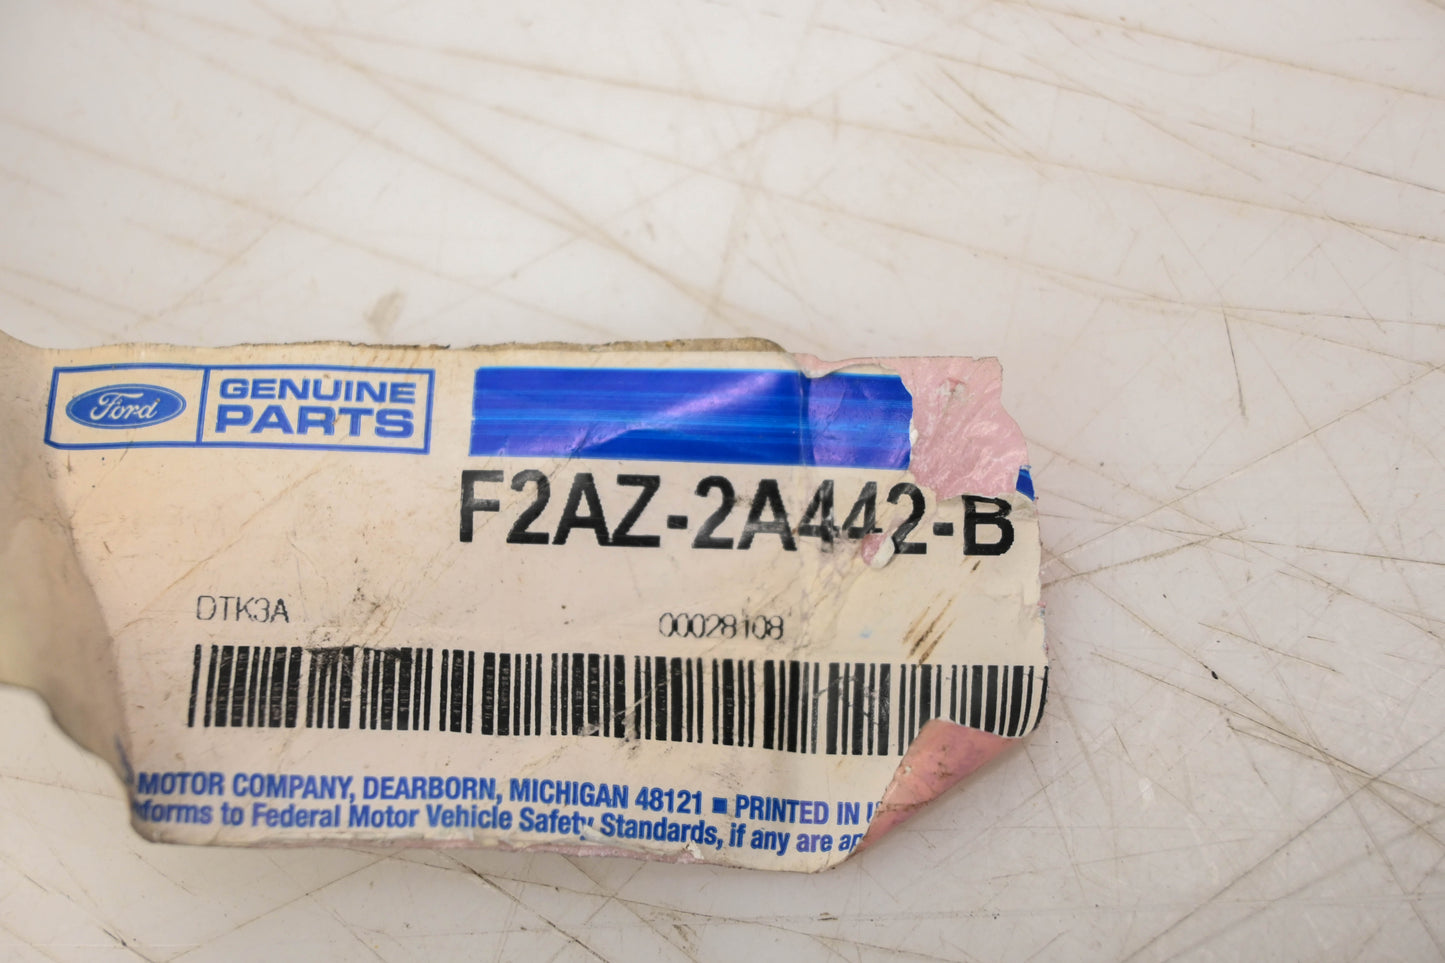 Ford
GENUINE
PARTS
F2AZ-2A442-B
DTK3A
00028108
MOTOR COMPANY, DEARBORN, MICHIGAN 48121 ■ PRINTED IN
to Federal Motor Vehicle Safety Standards, if any are